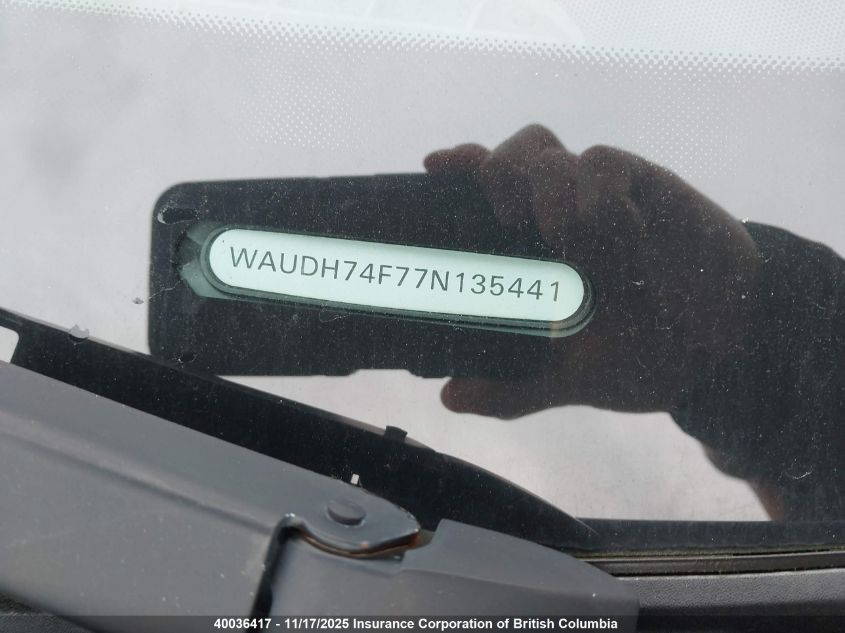 WAUDH74F77N135441
40036417 - 11/17/2025 Insurance Corporation of British Columbia